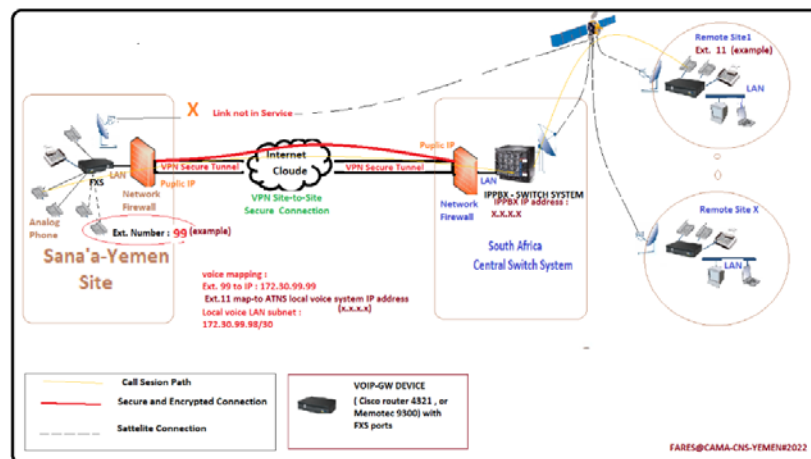 Remote Site1
Ext. 11 (example)
LAN
X
Link not in Service
Puplic IP
Internet
Cloude
VPN Secure Tunnel
VPN Secure Tunnel
LAN
FXS
Puplic IP
Network
Firewall
VPN Site-to-Site
Secure Connection
LAN
Network
Firewall
IPPBX - SWITCH SYSTEM
IPPBX IP address :
X.X.X.X
Analog
Phone
Ext. Number : 99 (example)
Sana'a-Yemen
Site
South Africa
Central Switch System
Remote Site X
LAN
voice mapping :
Ext. 99 to IP : 172.30.99.99
Ext.11 map-to ATNS local voice system IP address
(x.x.x.x)
Local voice LAN subnet :
172.30.99.98/30
Call Sesion Path
Secure and Encrypted Connection
Sattelite Connection
VOIP-GW DEVICE
( Cisco router 4321 , or
Memotec 9300) with
FXS ports
FARES@CAMA-CNS-YEMEN#2022